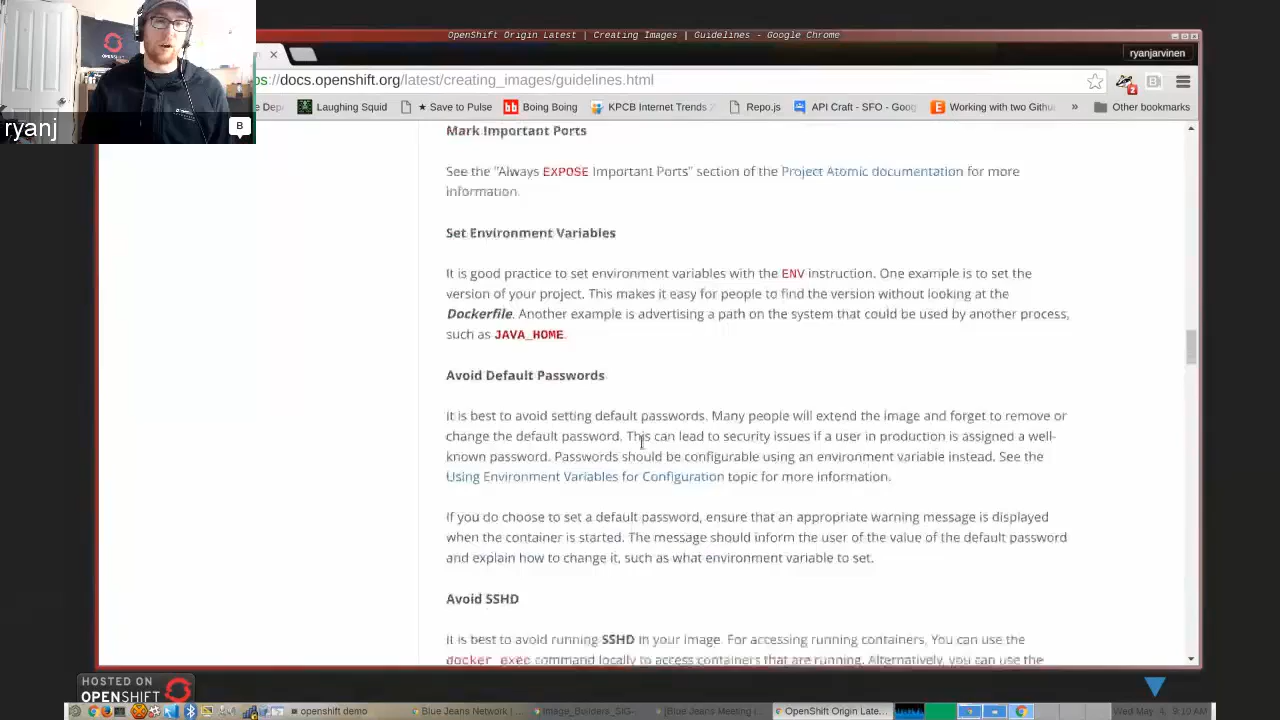 OpenShift Origin Latest | Creating Images | Guidelines - Google Chrome
ryanjarvinen
docs.openshift.org/latest/creating_images/guidelines.html
Laughing Squid
★ Save to Pulse
Boing Boing
KPCB Internet Trends
Repo.js
API Craft - SFO - Goog
Working with two Githu
»
Other bookmarks
ryanj
B
Mark Important Ports
See the "Always EXPOSE Important Ports" section of the Project Atomic documentation for more
information.
Set Environment Variables
It is good practice to set environment variables with the ENV instruction. One example is to set the
version of your project. This makes it easy for people to find the version without looking at the
Dockerfile. Another example is advertising a path on the system that could be used by another process,
such as JAVA_HOME.
Avoid Default Passwords
It is best to avoid setting default passwords. Many people will extend the image and forget to remove or
change the default password. This can lead to security issues if a user in production is assigned a well-
known password. Passwords should be configurable using an environment variable instead. See the
Using Environment Variables for Configuration topic for more information.
If you do choose to set a default password, ensure that an appropriate warning message is displayed
when the container is started. The message should inform the user of the value of the default password
and explain how to change it, such as what environment variable to set.
Avoid SSHD
It is best to avoid running SSHD in your image. For accessing running containers, You can use the
docker exec command locally to access containers that are running. Alternatively, you can use the
HOSTED ON
OPENSHIFT
openshift demo
Blue Jeans Network |
Image_Builders_SIG-
[Blue Jeans Meeting
OpenShift Origin Late...
Wed May 4, 9:10 AM